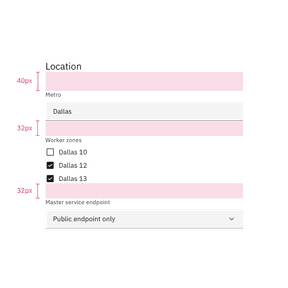 Location
40px
Metro
Dallas
32px
Worker zones
Dallas 10
Dallas 12
Dallas 13
32px
Master service endpoint
Public endpoint only